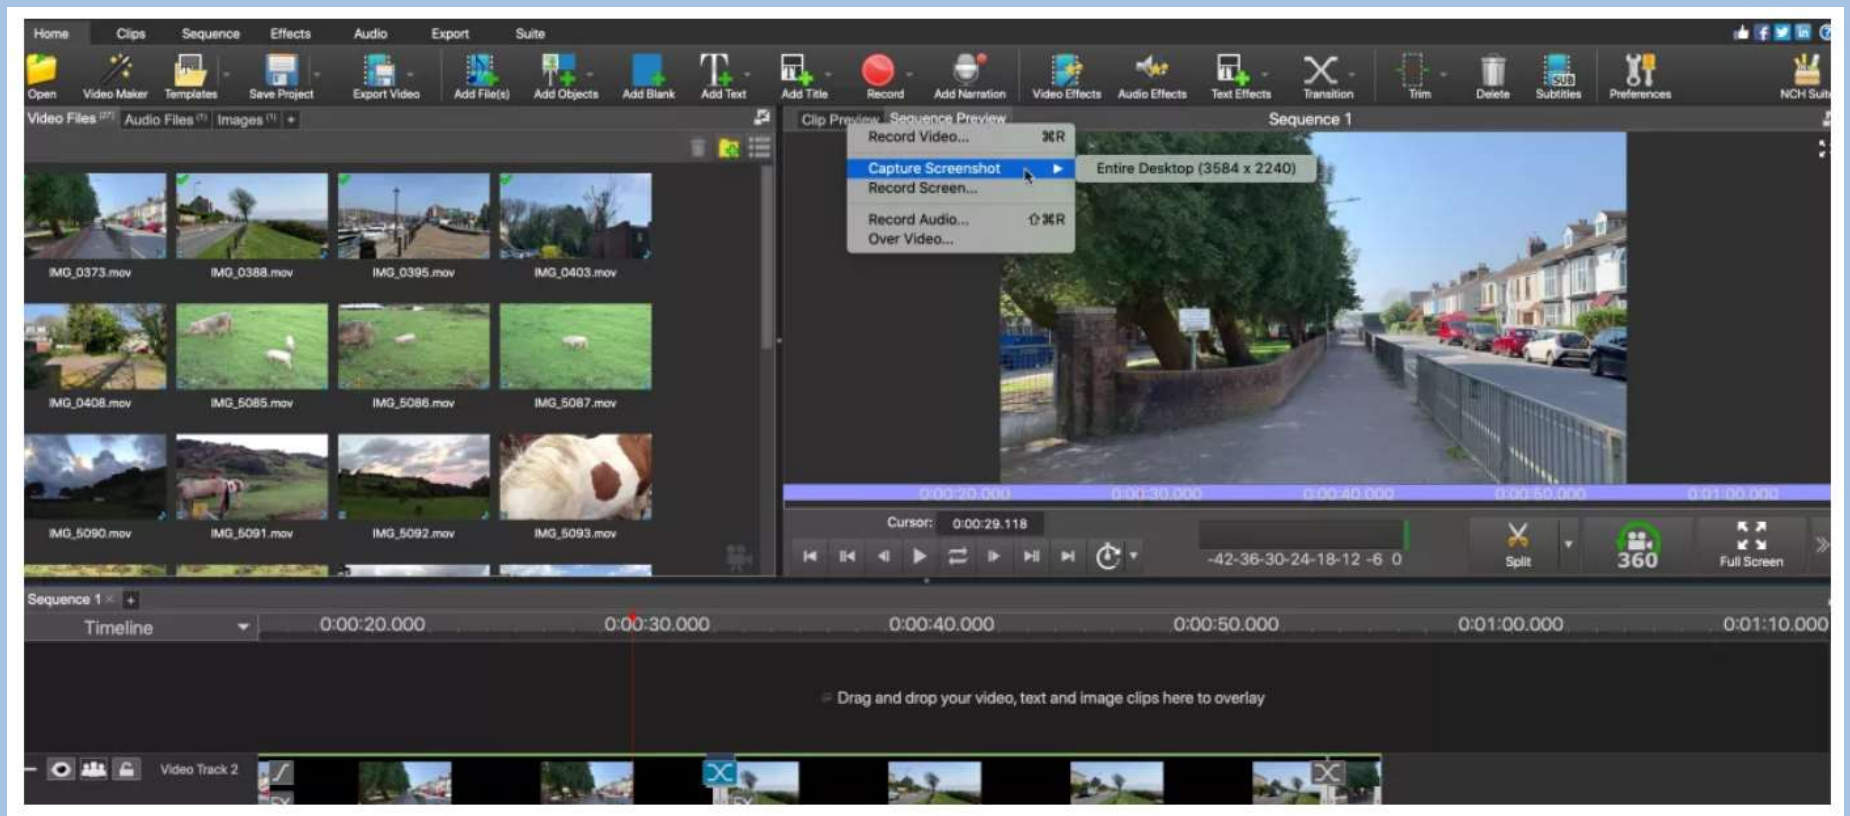 Home Clips Sequence Effects Audio Export Suite
Open Video Maker Templates Save Project Export Video Add File(s) Add Objects Add Blank Add Text Add Title Record Add Narration Video Effects Audio Effects Text Effects Transition Trim Delete Subtitles Preferences NCH Suit
SUB
Video Files (27) Audio Files (1) Images (1) +
Clip Preview Sequence Preview Sequence 1
Record Video... ⌘R
Capture Screenshot ▶ Entire Desktop (3584 x 2240)
Record Screen...
Record Audio... ⇧⌘R
Over Video...
IMG_0373.mov IMG_0388.mov IMG_0395.mov IMG_0403.mov
IMG_0408.mov IMG_5085.mov IMG_5086.mov IMG_5087.mov
IMG_5090.mov IMG_5091.mov IMG_5092.mov IMG_5093.mov
0:00:20.000 0:00:30.000 0:00:40.000 0:00:50.000 0:01:00.000
Cursor: 0:00:29.118
-42-36-30-24-18-12 -6 0
Split 360 Full Screen
Sequence 1 × +
Timeline 0:00:20.000 0:00:30.000 0:00:40.000 0:00:50.000 0:01:00.000 0:01:10.000
Drag and drop your video, text and image clips here to overlay
Video Track 2